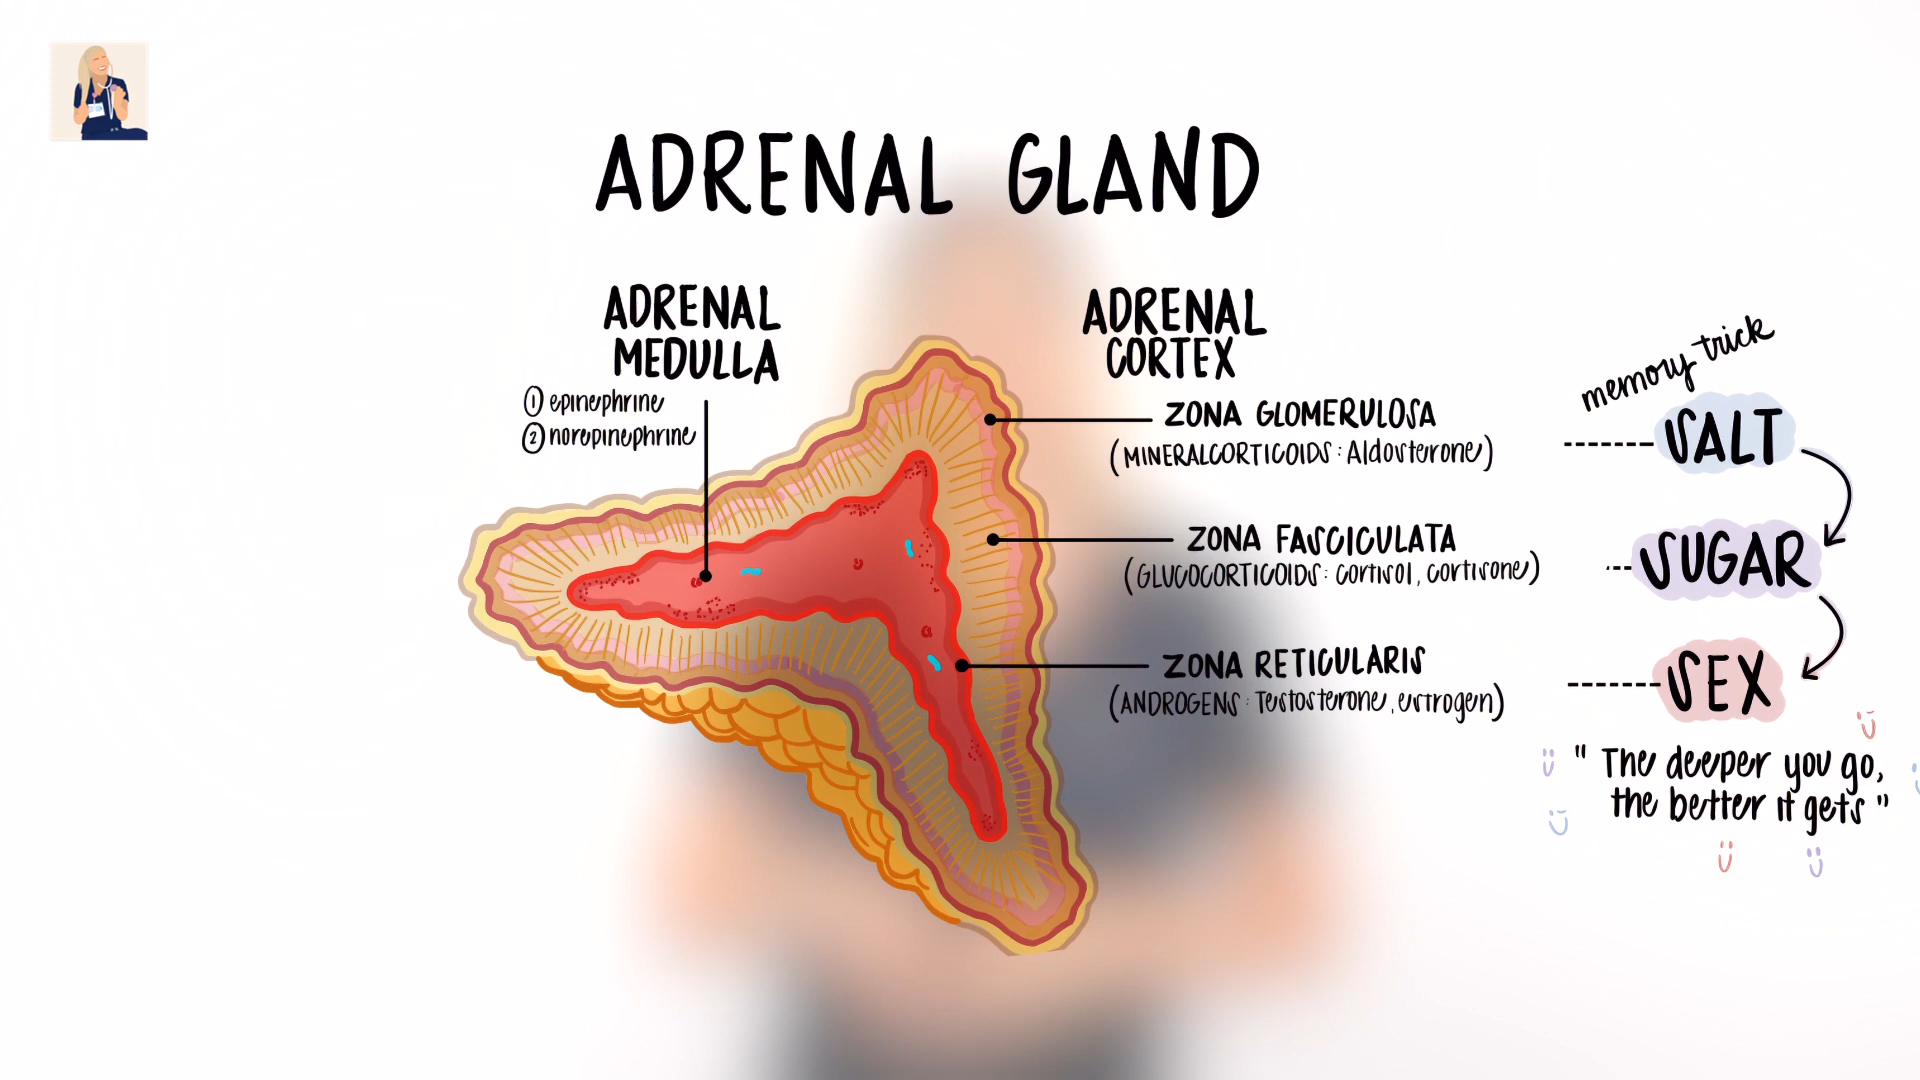 ADRENAL GLAND
ADRENAL
MEDULLA
① epinephrine
② norepinephrine
ADRENAL
CORTEX
ZONA GLOMERULOSA
(MINERALCORTICOIDS: Aldosterone)
ZONA FASCICULATA
(GLUCOCORTICOIDS: cortisol, cortisone)
ZONA RETICULARIS
(ANDROGENS: Testosterone, estrogen)
memory trick
SALT
SUGAR
SEX
" The deeper you go,
the better it gets "